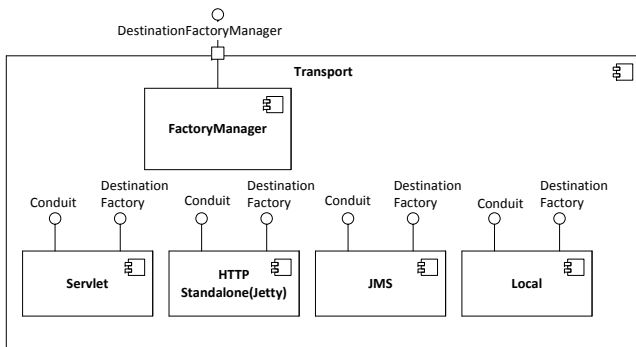 DestinationFactoryManager
Transport
FactoryManager
Conduit
Destination
Factory
Conduit
Destination
Factory
Conduit
Destination
Factory
Conduit
Destination
Factory
Servlet
HTTP
Standalone(Jetty)
JMS
Local